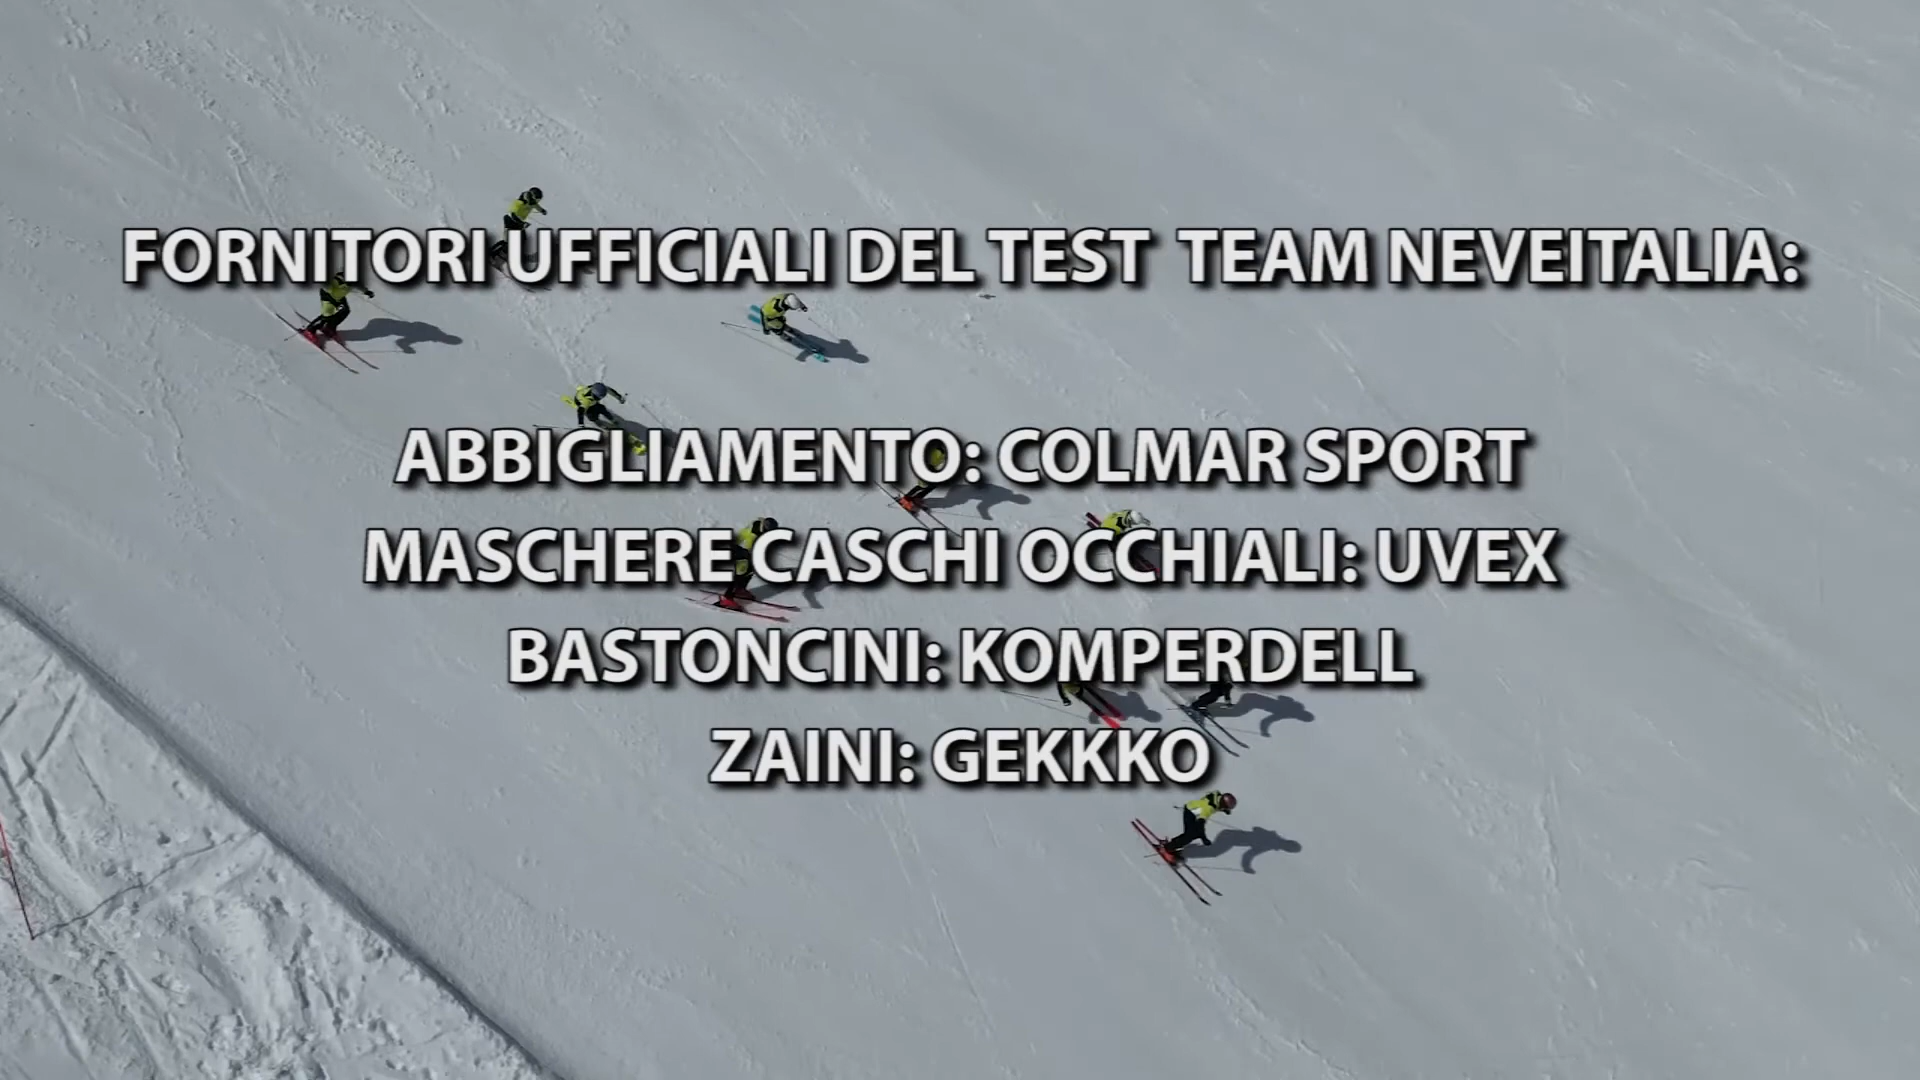 FORNITORI UFFICIALI DEL TEST TEAM NEVEITALIA:
ABBIGLIAMENTO: COLMAR SPORT
MASCHERE CASCHI OCCHIALI: UVEX
BASTONCINI: KOMPERDELL
ZAINI: GEKKKO